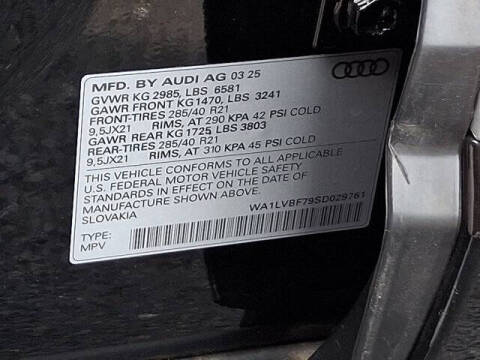 MFD. BY AUDI AG 03 25
GVWR KG 2985, LBS 6581
GAWR FRONT KG 1470, LBS 3241
FRONT-TIRES 285/40 R21
9,5JX21 RIMS, AT 290 KPA 42 PSI COLD
GAWR REAR KG 1725, LBS 3803
REAR-TIRES 285/40 R21
9,5JX21 RIMS, AT 310 KPA 45 PSI COLD
THIS VEHICLE CONFORMS TO ALL APPLICABLE
U.S. FEDERAL MOTOR VEHICLE SAFETY
STANDARDS IN EFFECT ON THE DATE OF
MANUFACTURE SHOWN ABOVE.
SLOVAKIA
WA1LVBF79SD029761
TYPE:
MPV